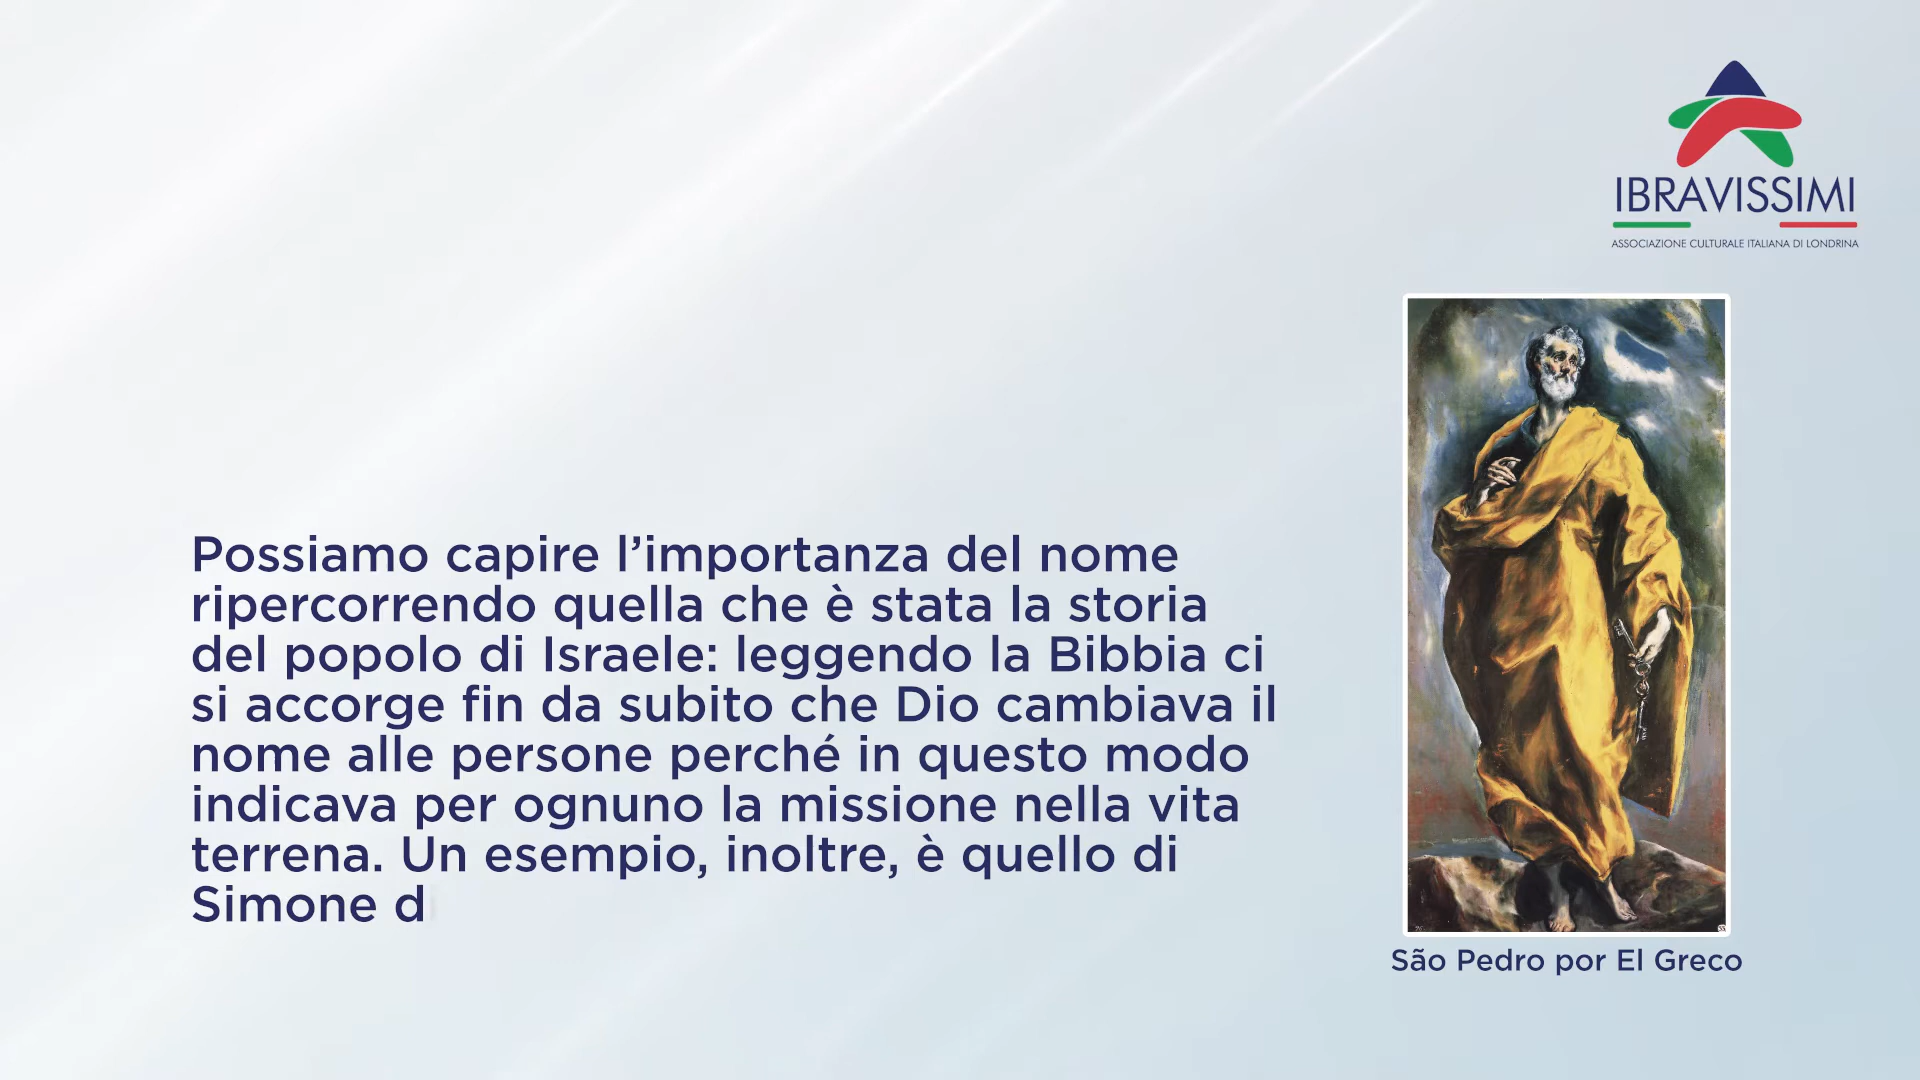 IBRAVISSIMI
ASSOCIAZIONE CULTURALE ITALIANA DI LONDRINA
Possiamo capire l’importanza del nome
ripercorrendo quella che è stata la storia
del popolo di Israele: leggendo la Bibbia ci
si accorge fin da subito che Dio cambiava il
nome alle persone perché in questo modo
indicava per ognuno la missione nella vita
terrena. Un esempio, inoltre, è quello di
Simone d
São Pedro por El Greco